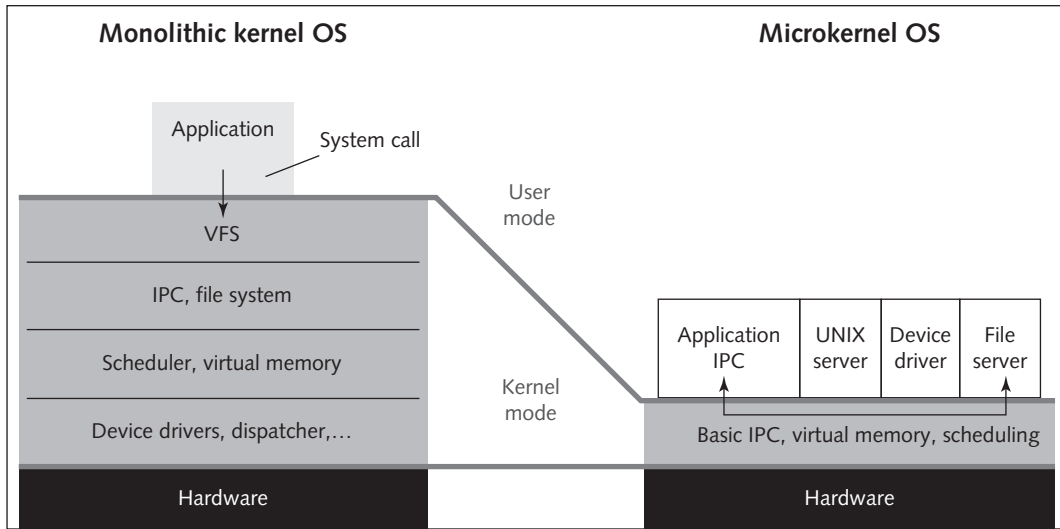 Monolithic kernel OS
Microkernel OS
Application
System call
VFS
IPC, file system
Scheduler, virtual memory
Device drivers, dispatcher,...
Hardware
User
mode
Kernel
mode
Application
IPC
UNIX
server
Device
driver
File
server
Basic IPC, virtual memory, scheduling
Hardware